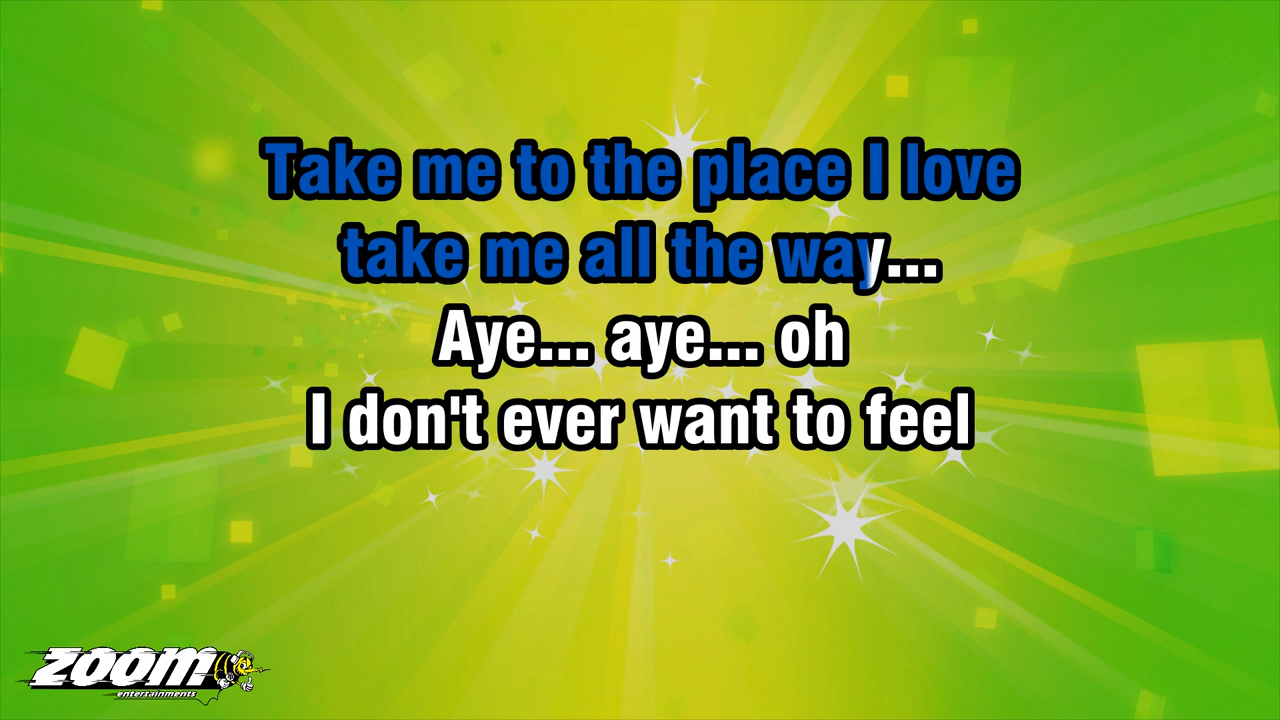 Take me to the place I love
take me all the way...
Aye... aye... oh
I don't ever want to feel
ZOOM
entertainments